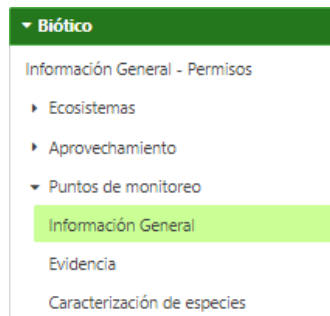 Biótico
Información General - Permisos
Ecosistemas
Aprovechamiento
Puntos de monitoreo
Información General
Evidencia
Caracterización de especies